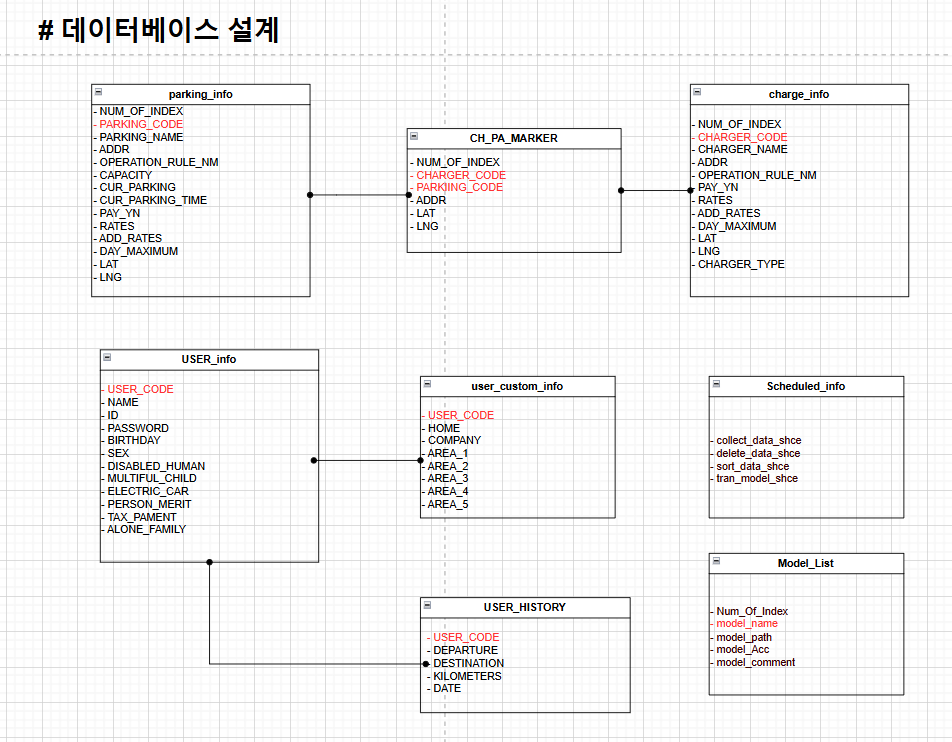 # 데이터베이스 설계
parking_info
- NUM_OF_INDEX
- PARKING_CODE
- PARKING_NAME
- ADDR
- OPERATION_RULE_NM
- CAPACITY
- CUR_PARKING
- CUR_PARKING_TIME
- PAY_YN
- RATES
- ADD_RATES
- DAY_MAXIMUM
- LAT
- LNG
CH_PA_MARKER
- NUM_OF_INDEX
- CHARGER_CODE
- PARKIING_CODE
- ADDR
- LAT
- LNG
charge_info
- NUM_OF_INDEX
- CHARGER_CODE
- CHARGER_NAME
- ADDR
- OPERATION_RULE_NM
- PAY_YN
- RATES
- ADD_RATES
- DAY_MAXIMUM
- LAT
- LNG
- CHARGER_TYPE
USER_info
- USER_CODE
- NAME
- ID
- PASSWORD
- BIRTHDAY
- SEX
- DISABLED_HUMAN
- MULTIFUL_CHILD
- ELECTRIC_CAR
- PERSON_MERIT
- TAX_PAMENT
- ALONE_FAMILY
user_custom_info
- USER_CODE
- HOME
- COMPANY
- AREA_1
- AREA_2
- AREA_3
- AREA_4
- AREA_5
Scheduled_info
- collect_data_shce
- delete_data_shce
- sort_data_shce
- tran_model_shce
USER_HISTORY
- USER_CODE
- DEPARTURE
- DESTINATION
- KILOMETERS
- DATE
Model_List
- Num_Of_Index
- model_name
- model_path
- model_Acc
- model_comment